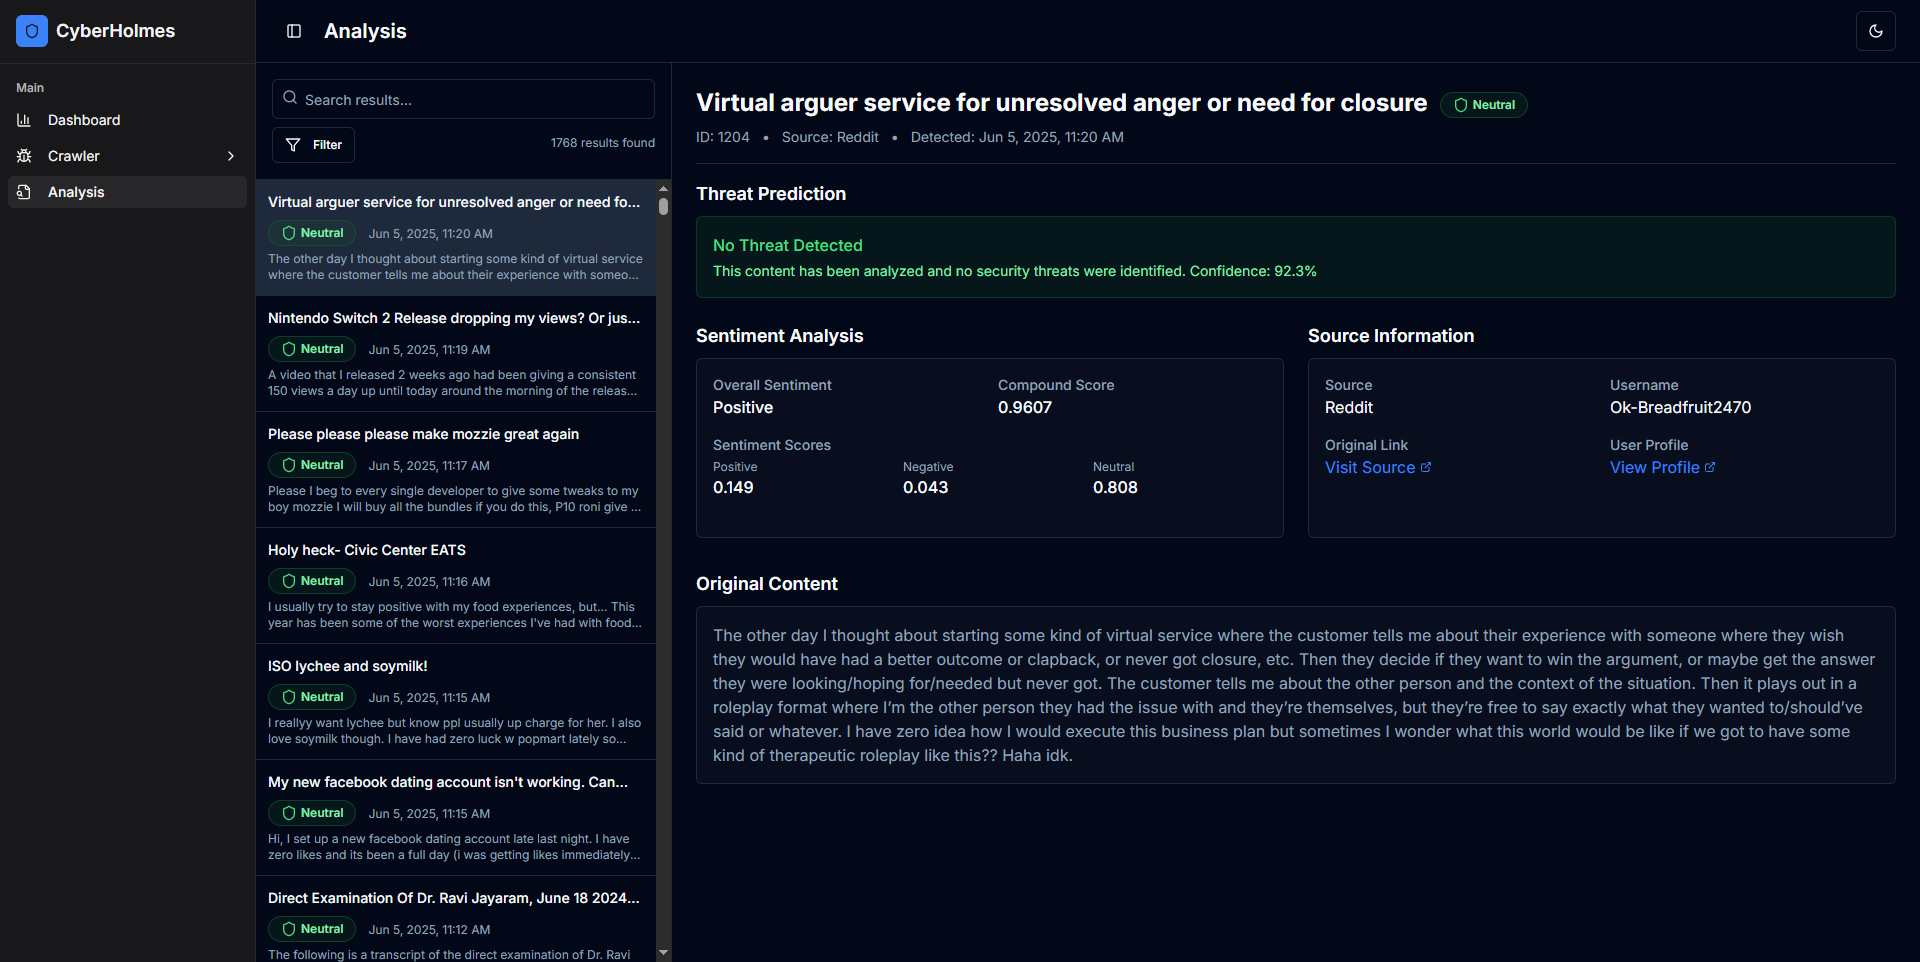 CyberHolmes
Main
Dashboard
Crawler
Analysis
Analysis
Search results...
Filter
1768 results found
Virtual arguer service for unresolved anger or need fo...
Neutral
Jun 5, 2025, 11:20 AM
The other day I thought about starting some kind of virtual service
where the customer tells me about their experience with someo...
Nintendo Switch 2 Release dropping my views? Or jus...
Neutral
Jun 5, 2025, 11:19 AM
A video that I released 2 weeks ago had been giving a consistent
150 views a day up until today around the morning of the releas...
Please please please make mozzie great again
Neutral
Jun 5, 2025, 11:17 AM
Please I beg to every single developer to give some tweaks to my
boy mozzie I will buy all the bundles if you do this, P10 roni give ...
Holy heck- Civic Center EATS
Neutral
Jun 5, 2025, 11:16 AM
I usually try to stay positive with my food experiences, but... This
year has been some of the worst experiences I've had with food...
ISO lychee and soymilk!
Neutral
Jun 5, 2025, 11:15 AM
I reallyy want lychee but know ppl usually up charge for her. I also
love soymilk though. I have had zero luck w popmart lately so...
My new facebook dating account isn't working. Can...
Neutral
Jun 5, 2025, 11:15 AM
Hi, I set up a new facebook dating account late last night. I have
zero likes and its been a full day (i was getting likes immediately...
Direct Examination Of Dr. Ravi Jayaram, June 18 2024...
Neutral
Jun 5, 2025, 11:12 AM
The following is a transcript of the direct examination of Dr. Ravi
Virtual arguer service for unresolved anger or need for closure
Neutral
ID: 1204 • Source: Reddit • Detected: Jun 5, 2025, 11:20 AM
Threat Prediction
No Threat Detected
This content has been analyzed and no security threats were identified. Confidence: 92.3%
Sentiment Analysis
Overall Sentiment
Positive
Compound Score
0.9607
Sentiment Scores
Positive
0.149
Negative
0.043
Neutral
0.808
Source Information
Source
Reddit
Username
Ok-Breadfruit2470
Original Link
Visit Source
User Profile
View Profile
Original Content
The other day I thought about starting some kind of virtual service where the customer tells me about their experience with someone where they wish
they would have had a better outcome or clapback, or never got closure, etc. Then they decide if they want to win the argument, or maybe get the answer
they were looking/hoping for/needed but never got. The customer tells me about the other person and the context of the situation. Then it plays out in a
roleplay format where I’m the other person they had the issue with and they’re themselves, but they’re free to say exactly what they wanted to/should’ve
said or whatever. I have zero idea how I would execute this business plan but sometimes I wonder what this world would be like if we got to have some
kind of therapeutic roleplay like this?? Haha idk.